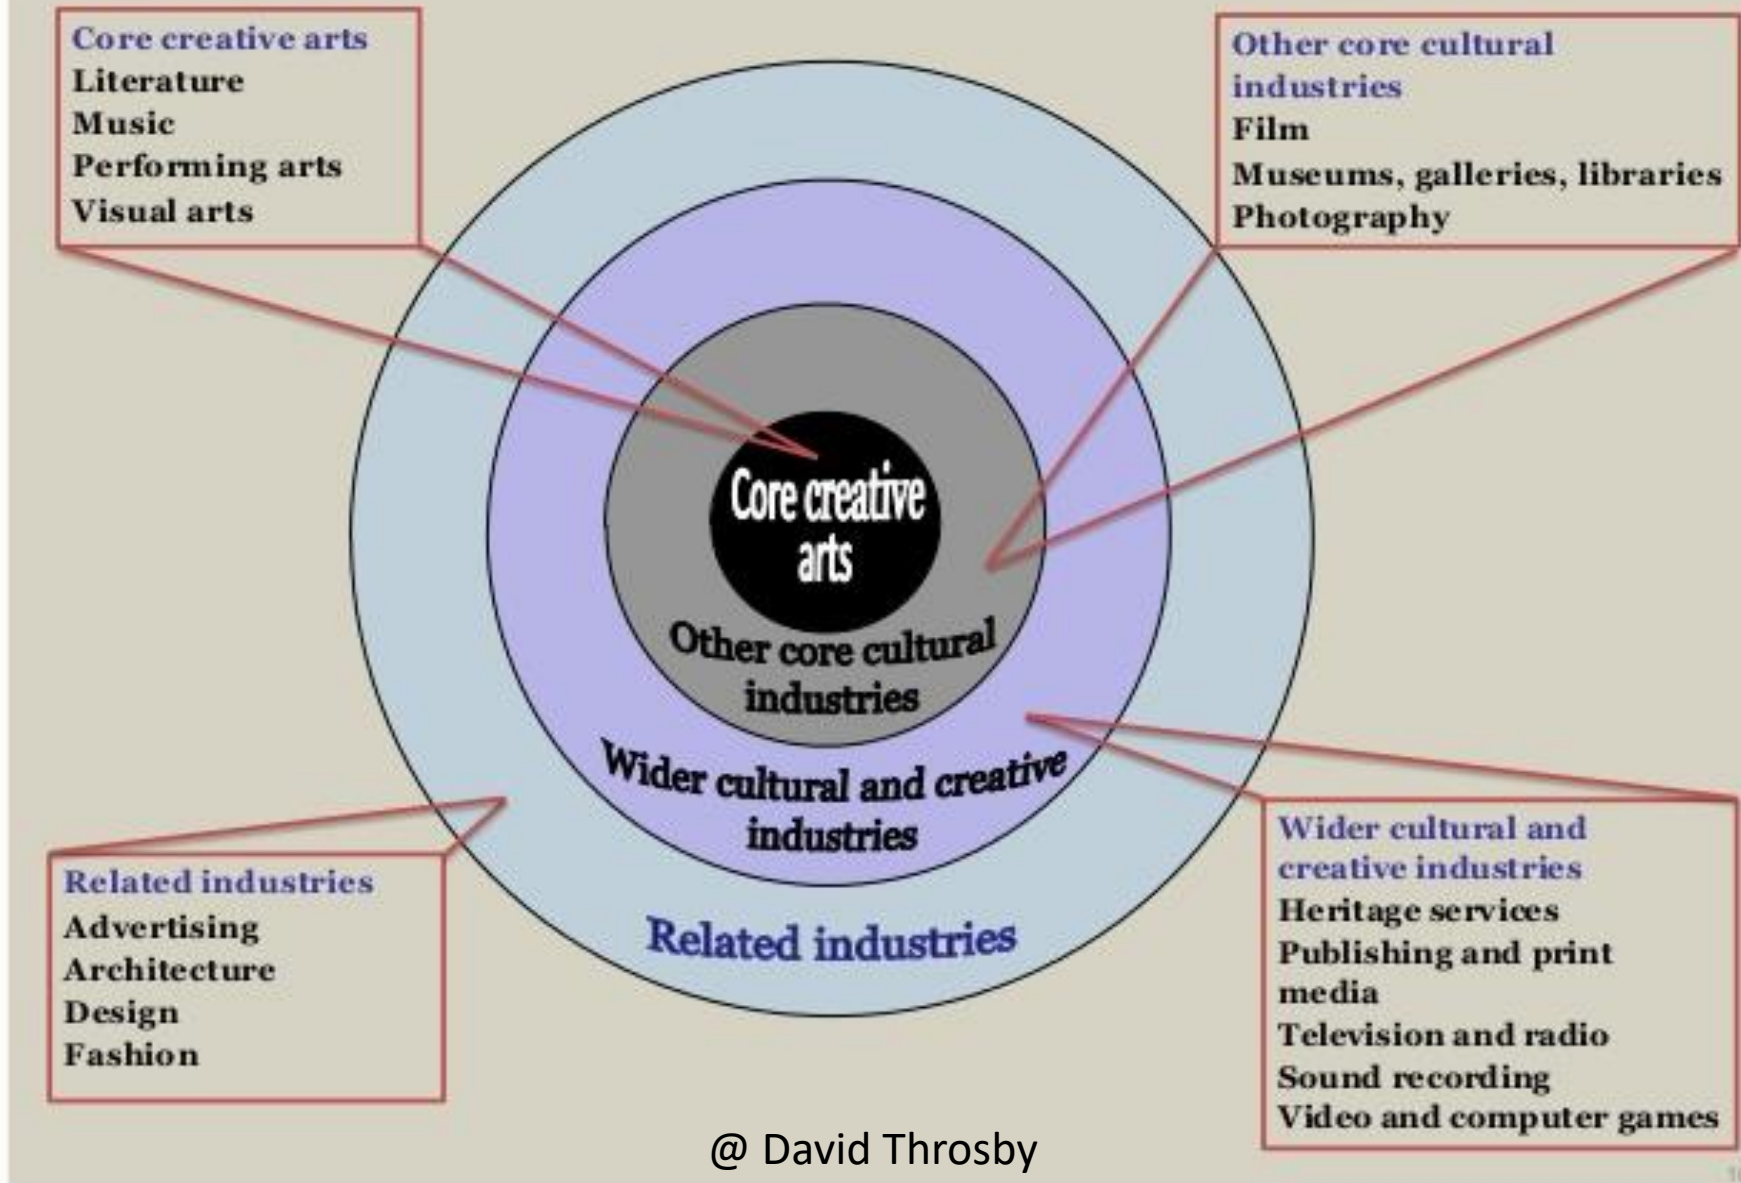 Core creative arts
Literature
Music
Performing arts
Visual arts
Other core cultural
industries
Film
Museums, galleries, libraries
Photography
Core creative
arts
Other core cultural
industries
Wider cultural and creative
industries
Related industries
Related industries
Advertising
Architecture
Design
Fashion
Wider cultural and
creative industries
Heritage services
Publishing and print
media
Television and radio
Sound recording
Video and computer games
@ David Throsby